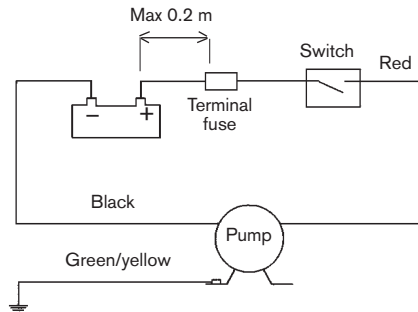 Max 0.2 m
Switch
Red
Terminal
fuse
− +
Black
Pump
Green/yellow